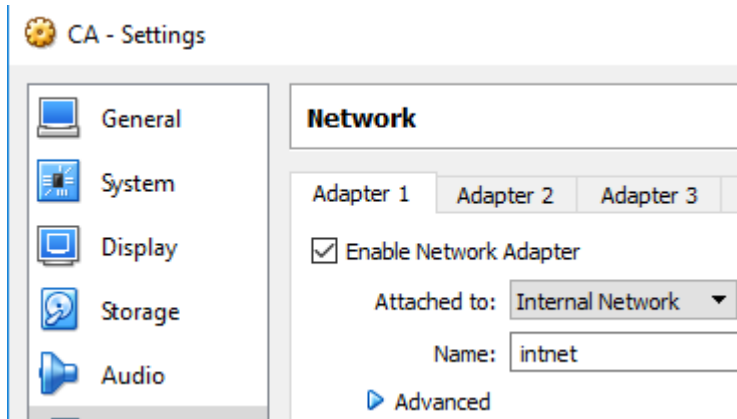 CA - Settings
General
System
Display
Storage
Audio
Network
Adapter 1 Adapter 2 Adapter 3
Enable Network Adapter
Attached to: Internal Network
Name: intnet
Advanced